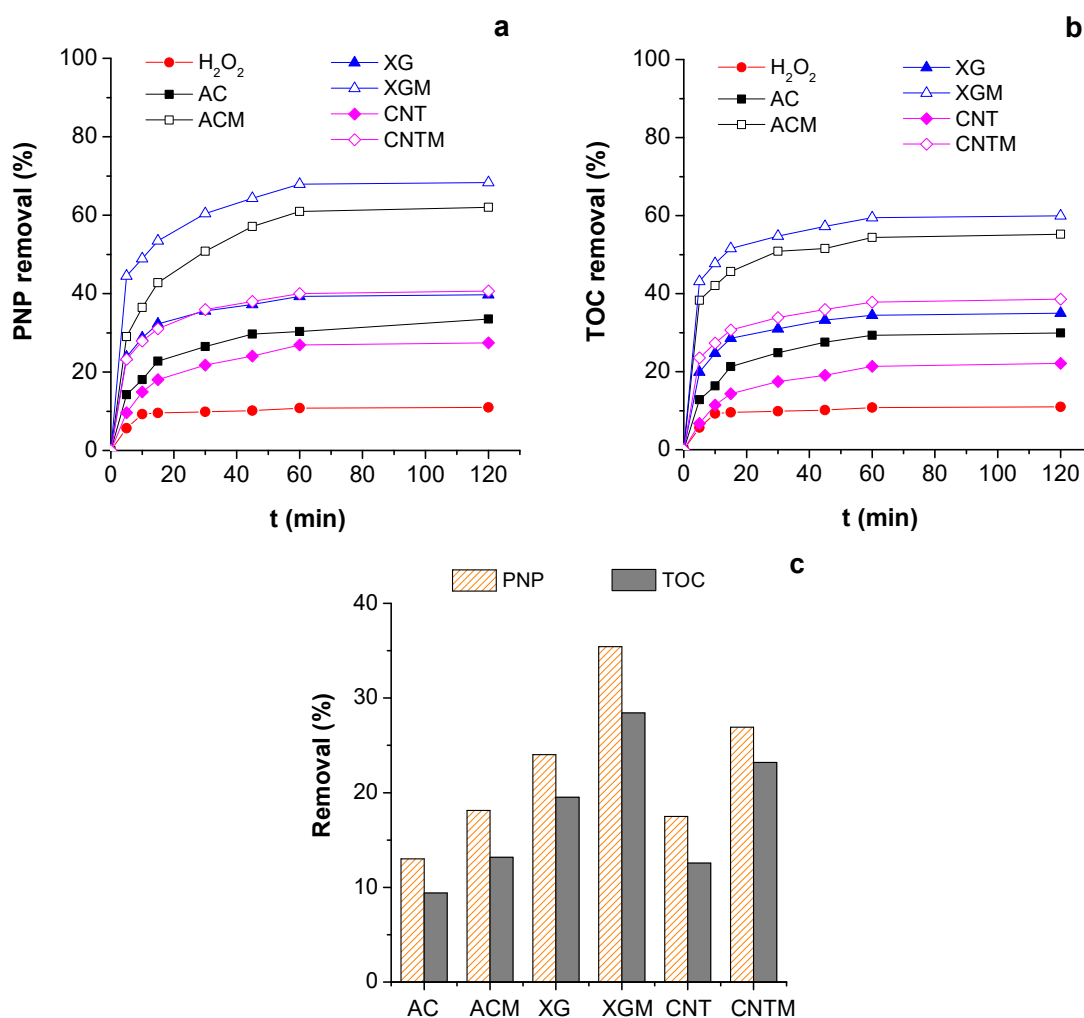 a
PNP removal (%)
100
80
60
40
20
0
H₂O₂
AC
ACM
XG
XGM
CNT
CNTM
0 20 40 60 80 100 120
t (min)
b
TOC removal (%)
100
80
60
40
20
0
H₂O₂
AC
ACM
XG
XGM
CNT
CNTM
0 20 40 60 80 100 120
t (min)
c
PNP TOC
Removal (%)
40
30
20
10
0
AC ACM XG XGM CNT CNTM